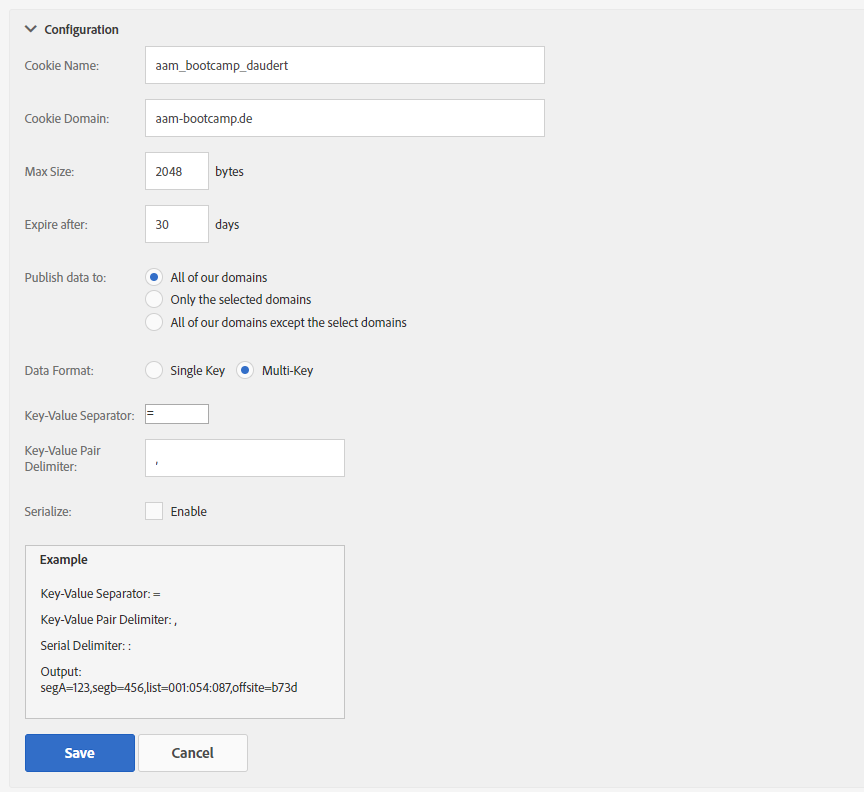 Configuration
Cookie Name: aam_bootcamp_daudert
Cookie Domain: aam-bootcamp.de
Max Size: 2048 bytes
Expire after: 30 days
Publish data to: All of our domains
Only the selected domains
All of our domains except the select domains
Data Format: Single Key Multi-Key
Key-Value Separator: =
Key-Value Pair
Delimiter: ,
Serialize: Enable
Example
Key-Value Separator: =
Key-Value Pair Delimiter: ,
Serial Delimiter: :
Output:
segA=123,segb=456,list=001:054:087,offsite=b73d
Save Cancel